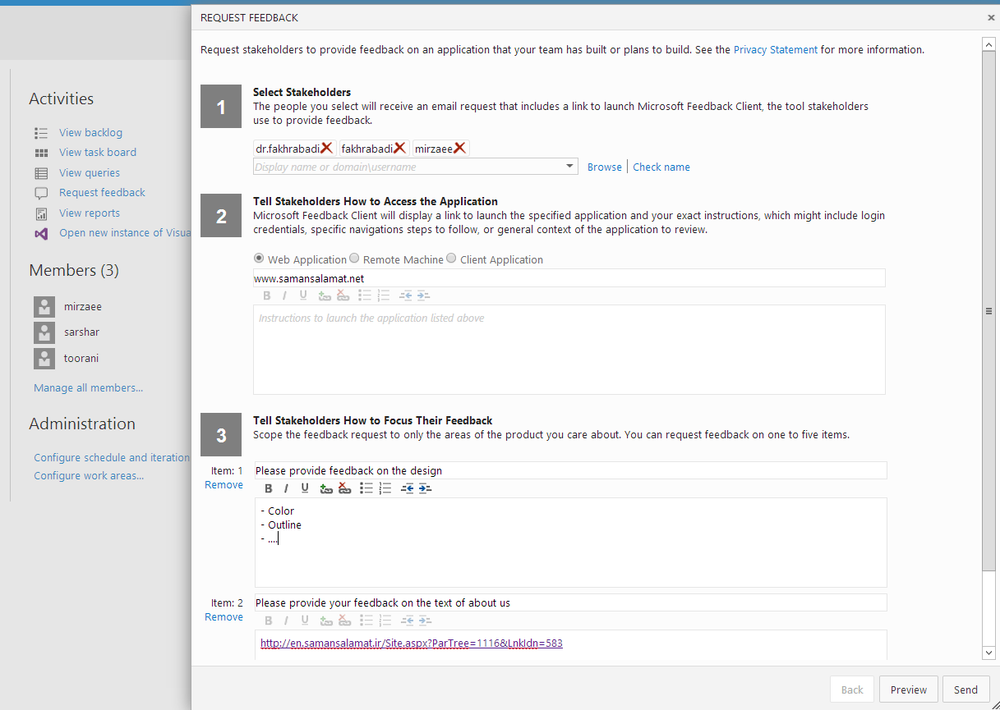 REQUEST FEEDBACK
Request stakeholders to provide feedback on an application that your team has built or plans to build. See the Privacy Statement for more information.
Activities
View backlog
View task board
View queries
Request feedback
View reports
Open new instance of Visua
Members (3)
mirzaee
sarshar
toorani
Manage all members...
Administration
Configure schedule and iteration
Configure work areas...
1
Select Stakeholders
The people you select will receive an email request that includes a link to launch Microsoft Feedback Client, the tool stakeholders
use to provide feedback.
dr.fakhrabadi fakhrabadi mirzaee
Display name or domain\username
Browse Check name
2
Tell Stakeholders How to Access the Application
Microsoft Feedback Client will display a link to launch the specified application and your exact instructions, which might include login
credentials, specific navigations steps to follow, or general context of the application to review.
Web Application Remote Machine Client Application
www.samansalamat.net
B I U
Instructions to launch the application listed above
3
Tell Stakeholders How to Focus Their Feedback
Scope the feedback request to only the areas of the product you care about. You can request feedback on one to five items.
Item: 1 Please provide feedback on the design
Remove B I U
- Color
- Outline
- ....
Item: 2 Please provide your feedback on the text of about us
Remove B I U
http://en.samansalamat.ir/Site.aspx?ParTree=1116&LnkIdn=583
Back Preview Send